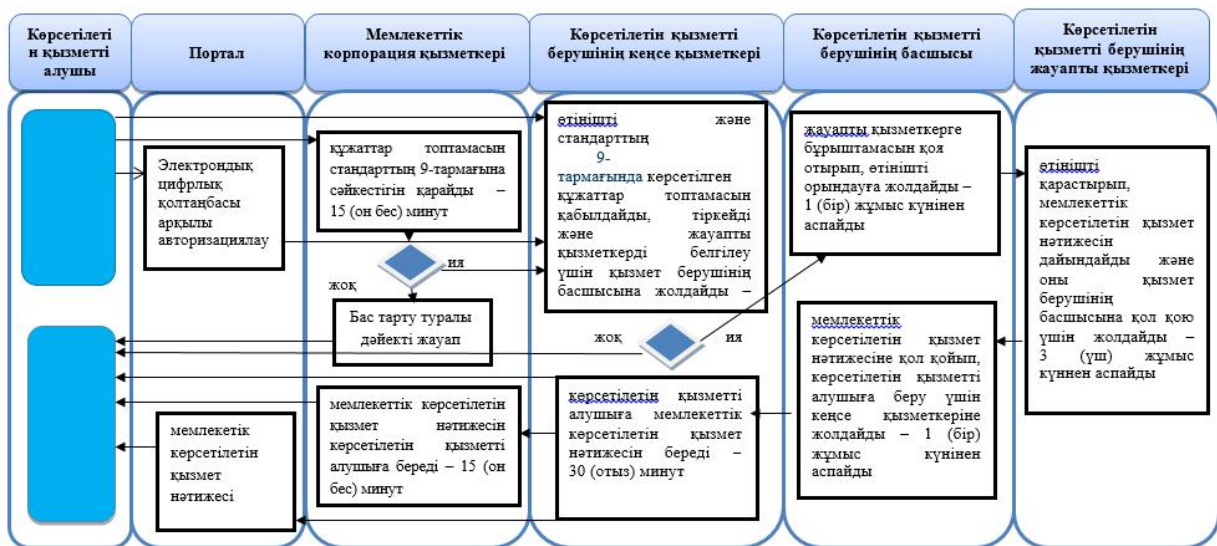 Көрсетілеті
н қызметті
алушы
Портал
Мемлекеттік
корпорация қызметкері
Көрсетілетін қызметті
берушінің кеңсе қызметкері
Көрсетілетін қызметті
берушінің басшысы
Көрсетілетін
қызметті берушінің
жауапты қызметкері
Электрондық
цифрлық
қолтаңбасы
арқылы
авторизациялау
құжаттар топтамасын
стандарттың 9-тармағына
сәйкестігін қарайды –
15 (он бес) минут
ия
жоқ
Бас тарту туралы
дәйекті жауап
өтінішті және
стандарттың
9-
тармағында көрсетілген
құжаттар топтамасын
қабылдайды, тіркейді
және жауапты
қызметкерді белгілеу
үшін қызмет берушінің
басшысына жолдайды –
жоқ
ия
жауапты қызметкерге
бұрыштамасын қоя
отырып, өтінішті
орындауға жолдайды –
1 (бір) жұмыс күнінен
аспайды
өтінішті
қарастырып,
мемлекеттік
көрсетілетін қызмет
нәтижесін
дайындайды және
оны қызмет
берушінің
басшысына қол қою
үшін жолдайды –
3 (үш) жұмыс
күннен аспайды
мемлекеттік
көрсетілетін қызмет
нәтижесіне қол қойып,
көрсетілетін қызметті
алушыға беру үшін
кеңсе қызметкеріне
жолдайды – 1 (бір)
жұмыс күнінен
аспайды
көрсетілетін қызметті
алушыға мемлекеттік
көрсетілетін қызмет
нәтижесін береді –
30 (отыз) минут
мемлекеттік көрсетілетін
қызмет нәтижесін
көрсетілетін қызметті
алушыға береді – 15 (он
бес) минут
мемлекетік
көрсетілетін
қызмет
нәтижесі